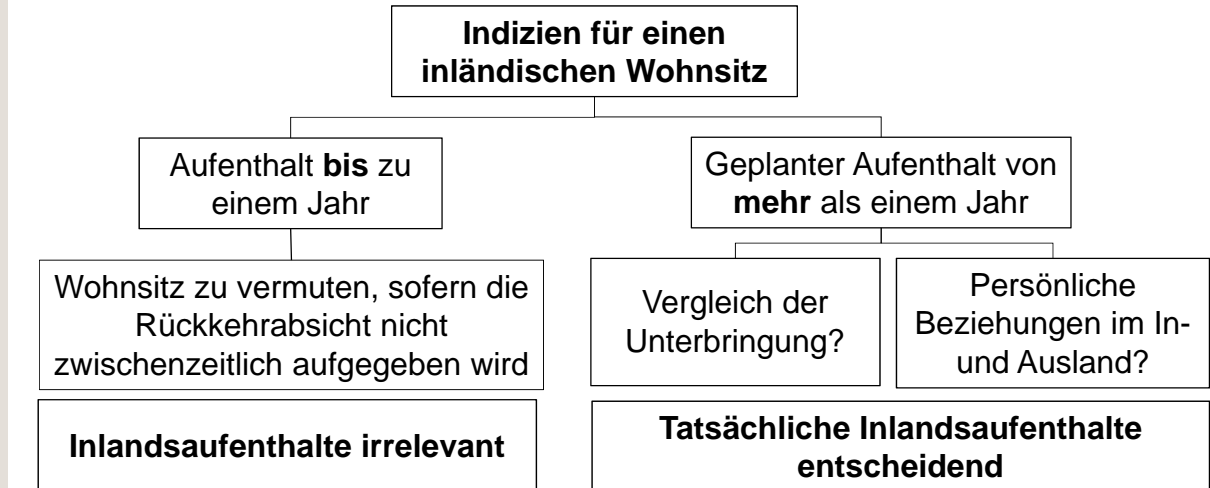 Indizien für einen
inländischen Wohnsitz
Aufenthalt bis zu
einem Jahr
Geplanter Aufenthalt von
mehr als einem Jahr
Wohnsitz zu vermuten, sofern die
Rückkehrabsicht nicht
zwischenzeitlich aufgegeben wird
Vergleich der
Unterbringung?
Persönliche
Beziehungen im In-
und Ausland?
Inlandsaufenthalte irrelevant
Tatsächliche Inlandsaufenthalte
entscheidend